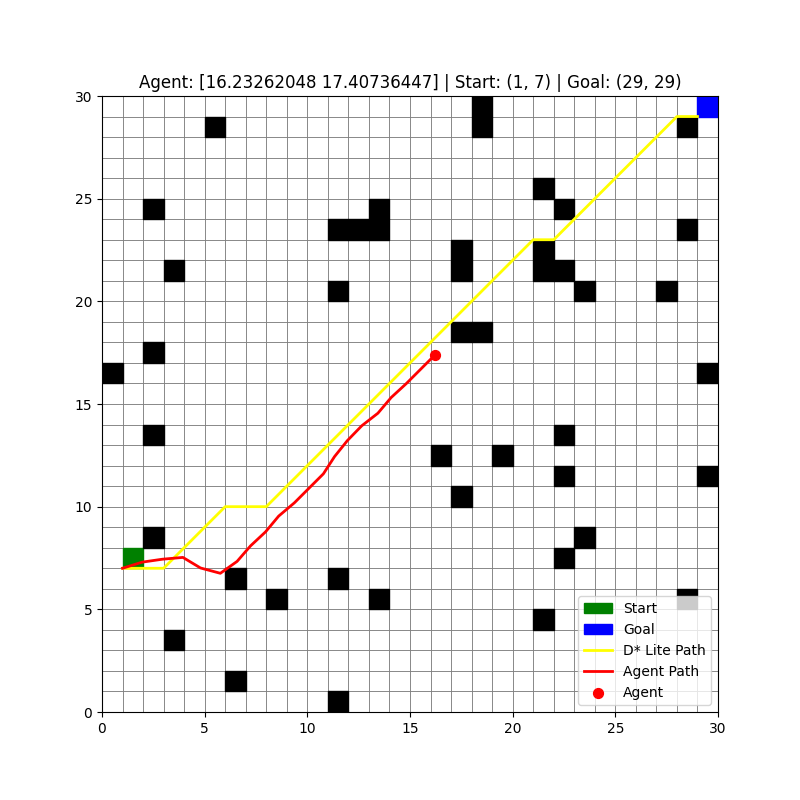 Agent: [16.23262048 17.40736447] | Start: (1, 7) | Goal: (29, 29)
30
25
20
15
10
5
0
0 5 10 15 20 25 30
Start
Goal
D* Lite Path
Agent Path
Agent